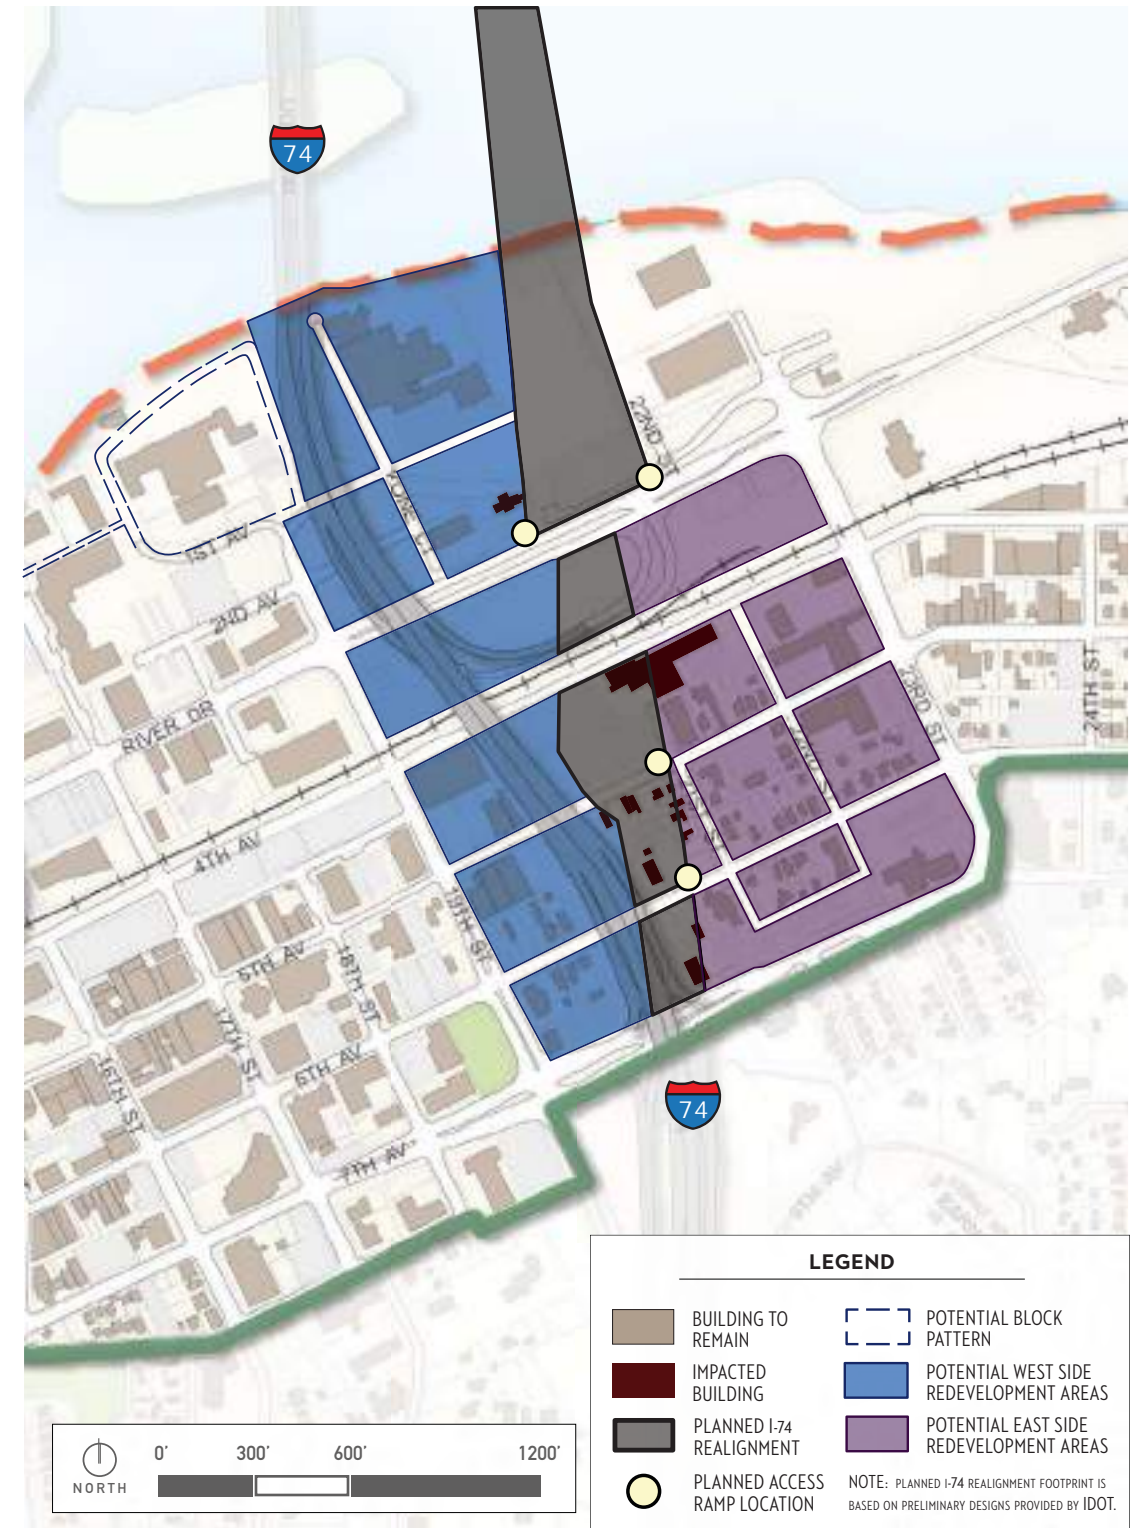 74
22ND ST
1ST AV
2ND AV
RIVER DR
23RD ST
24TH ST
4TH AV
19TH ST
5TH AV
18TH ST
17TH ST
6TH AV
16TH ST
7TH AV
74
LEGEND
BUILDING TO
REMAIN
IMPACTED
BUILDING
PLANNED I-74
REALIGNMENT
PLANNED ACCESS
RAMP LOCATION
POTENTIAL BLOCK
PATTERN
POTENTIAL WEST SIDE
REDEVELOPMENT AREAS
POTENTIAL EAST SIDE
REDEVELOPMENT AREAS
NOTE: PLANNED I-74 REALIGNMENT FOOTPRINT IS
BASED ON PRELIMINARY DESIGNS PROVIDED BY IDOT.
NORTH
0' 300' 600' 1200'